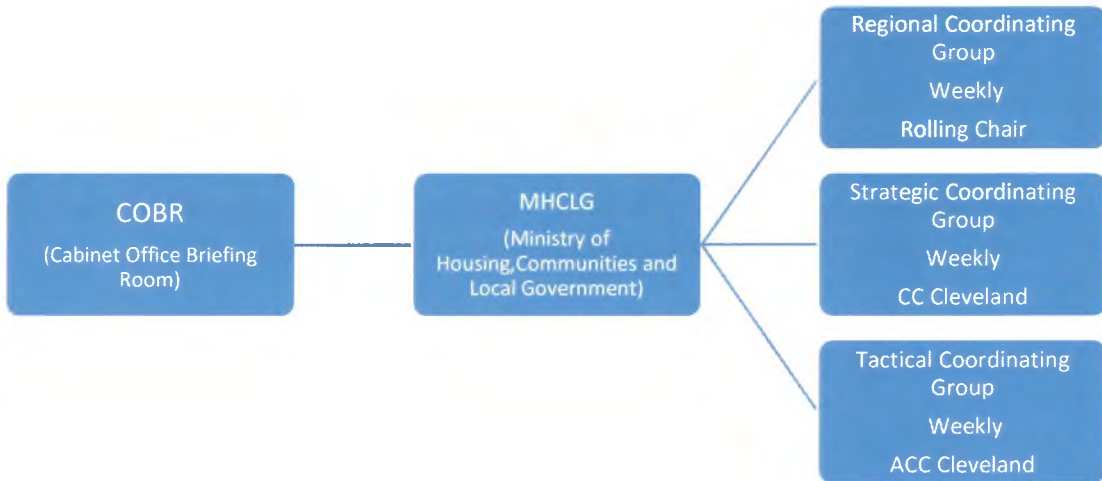 COBR
(Cabinet Office Briefing
Room)
MHCLG
(Ministry of
Housing,Communities and
Local Government)
Regional Coordinating
Group
Weekly
Rolling Chair
Strategic Coordinating
Group
Weekly
CC Cleveland
Tactical Coordinating
Group
Weekly
ACC Cleveland